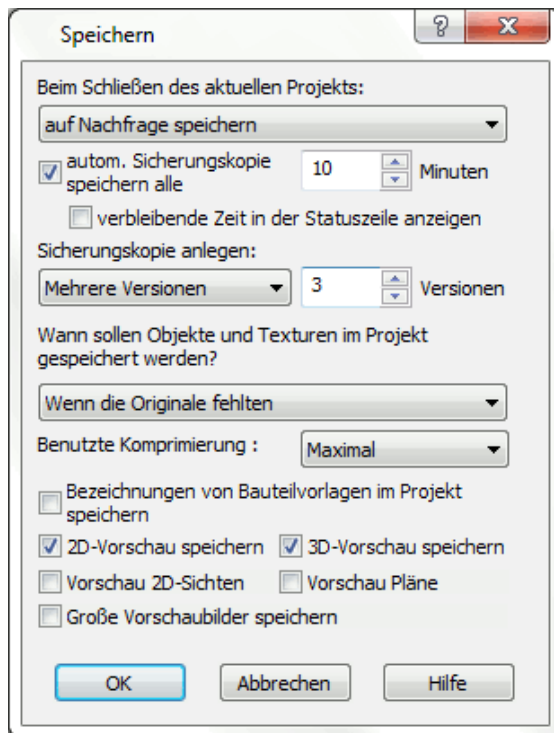 Speichern
Beim Schließen des aktuellen Projekts:
auf Nachfrage speichern
autom. Sicherungskopie
speichern alle
10
Minuten
verbleibende Zeit in der Statuszeile anzeigen
Sicherungskopie anlegen:
Mehrere Versionen
3
Versionen
Wann sollen Objekte und Texturen im Projekt
gespeichert werden?
Wenn die Originale fehlten
Benutzte Komprimierung :
Maximal
Bezeichnungen von Bauteilvorlagen im Projekt
speichern
2D-Vorschau speichern
3D-Vorschau speichern
Vorschau 2D-Sichten
Vorschau Pläne
Große Vorschaubilder speichern
OK
Abbrechen
Hilfe